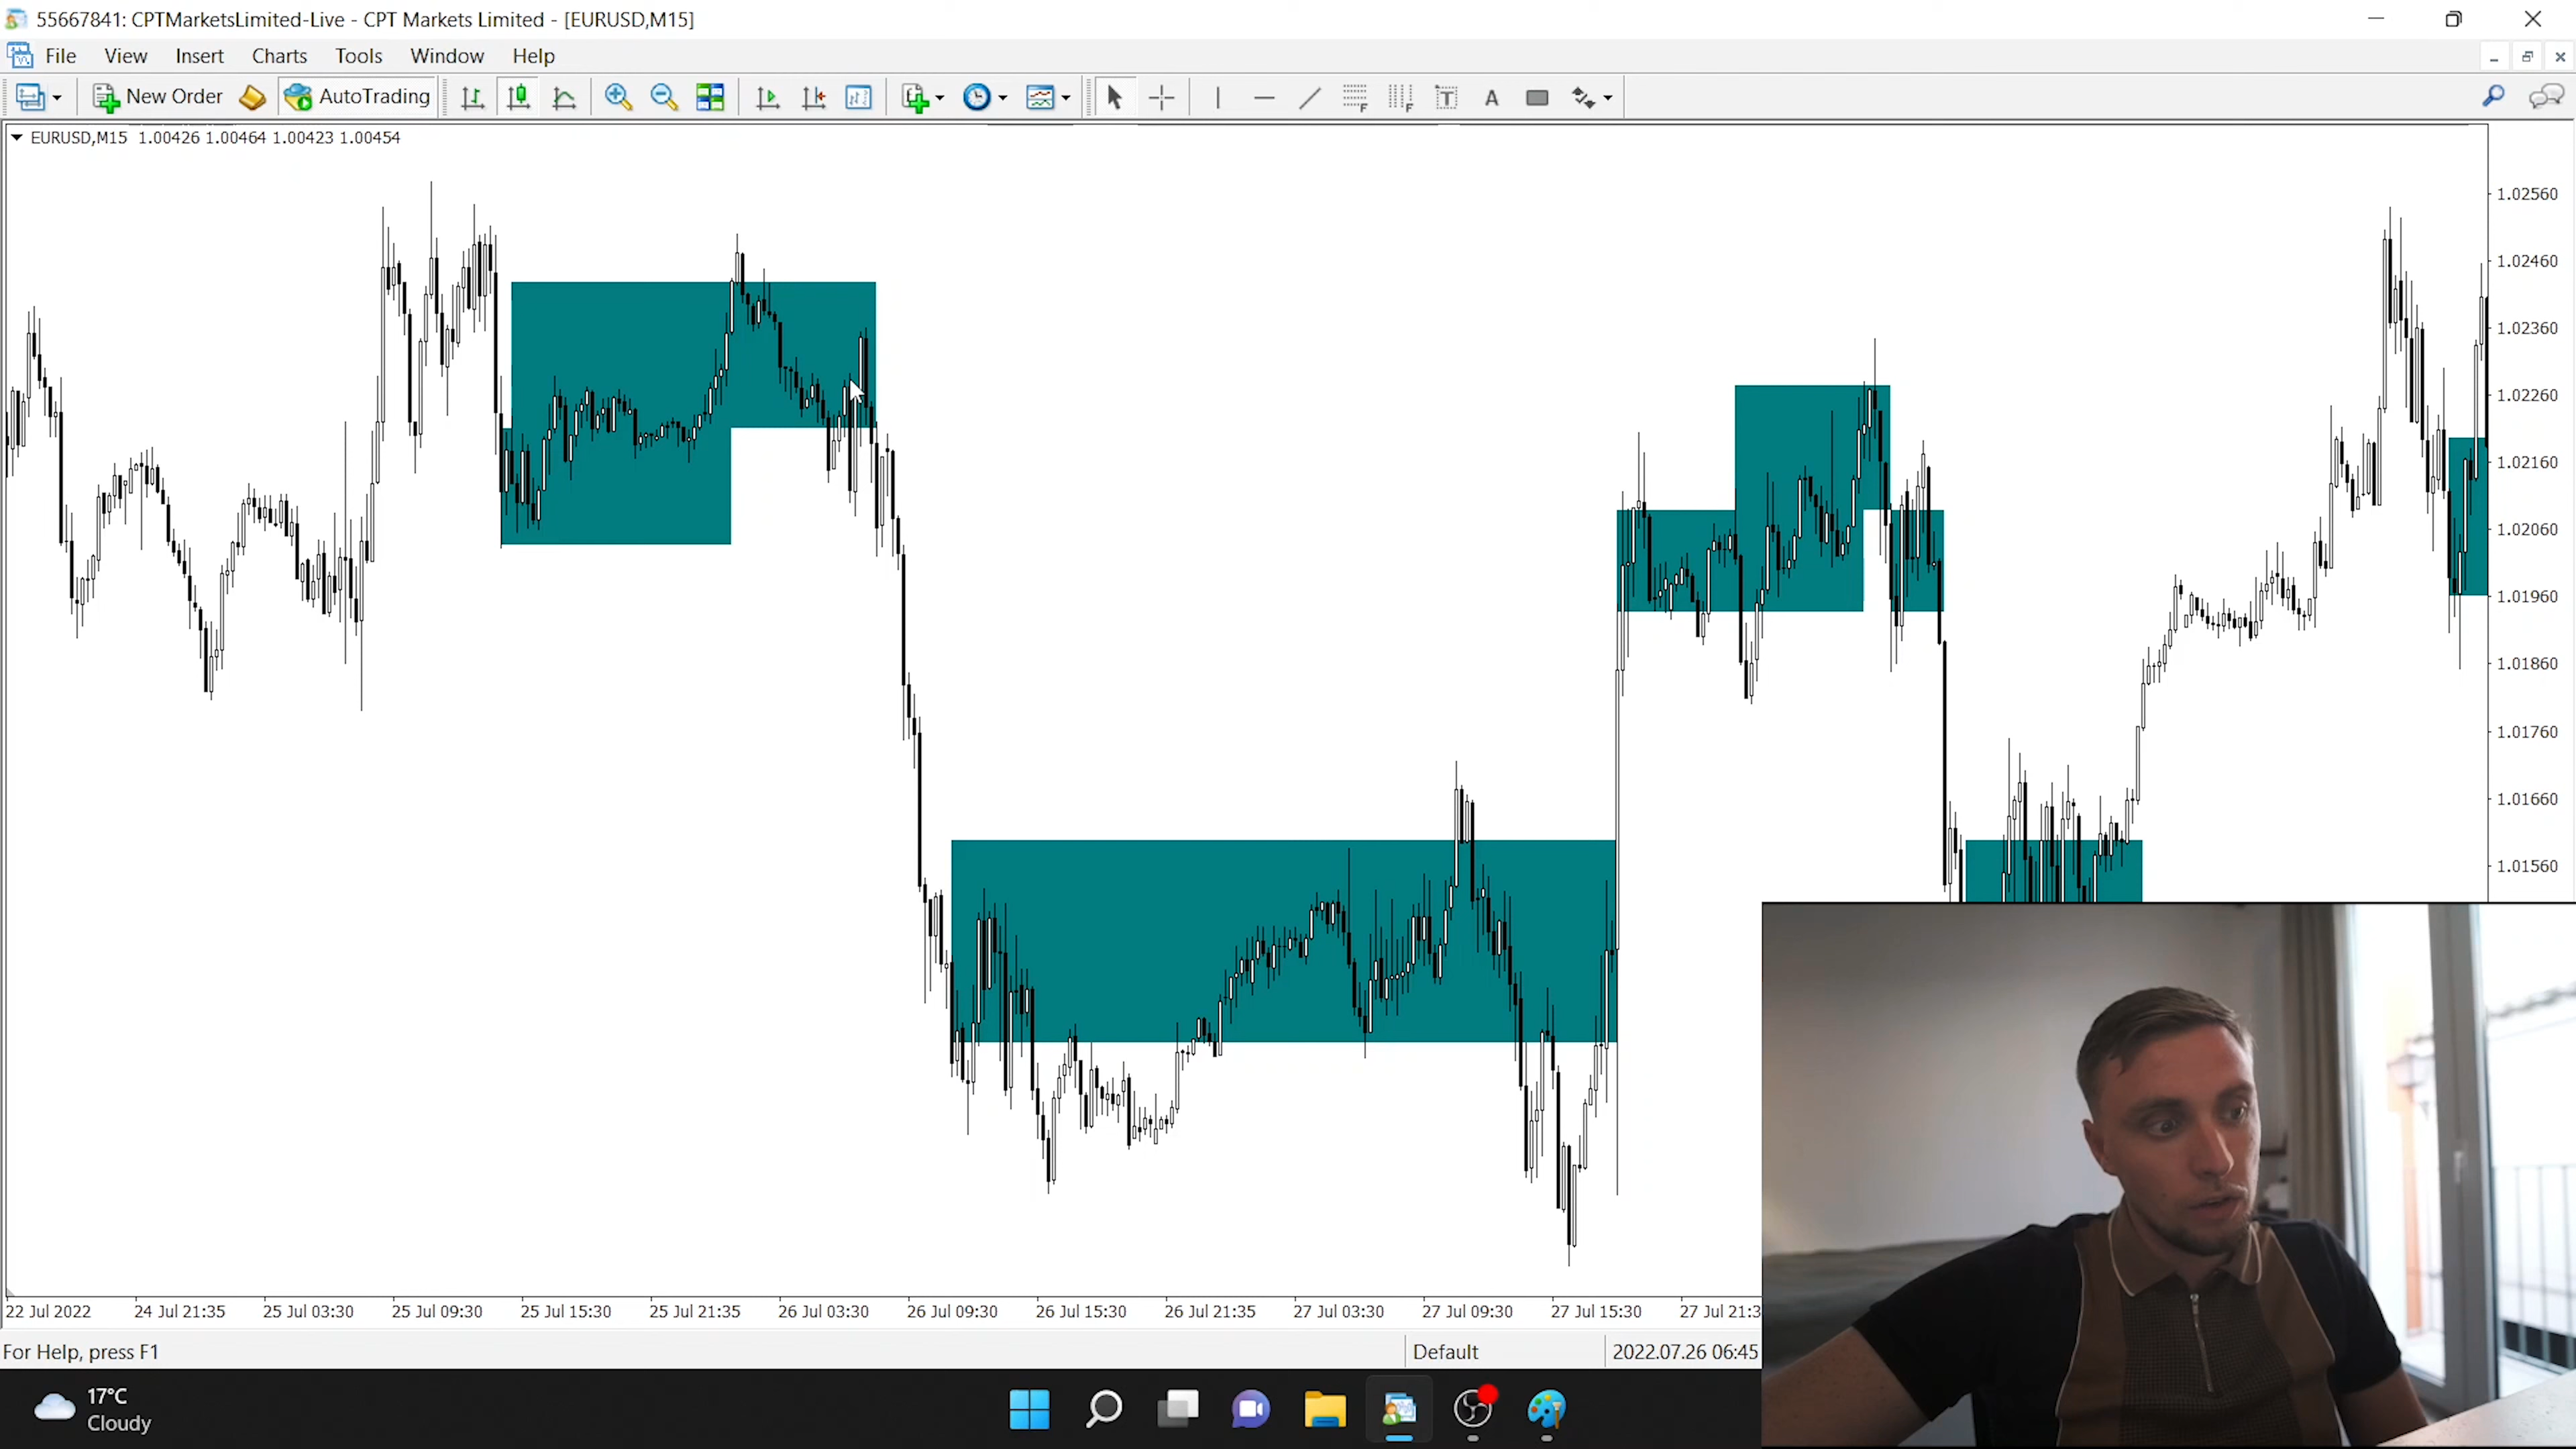 55667841: CPTMarketsLimited-Live - CPT Markets Limited - [EURUSD,M15]
File View Insert Charts Tools Window Help
New Order AutoTrading
EURUSD,M15 1.00426 1.00464 1.00423 1.00454
1.02560
1.02460
1.02360
1.02260
1.02160
1.02060
1.01960
1.01860
1.01760
1.01660
1.01560
22 Jul 2022 24 Jul 21:35 25 Jul 03:30 25 Jul 09:30 25 Jul 15:30 25 Jul 21:35 26 Jul 03:30 26 Jul 09:30 26 Jul 15:30 26 Jul 21:35 27 Jul 03:30 27 Jul 09:30 27 Jul 15:30 27 Jul 21:3
For Help, press F1 Default 2022.07.26 06:45
17°C
Cloudy